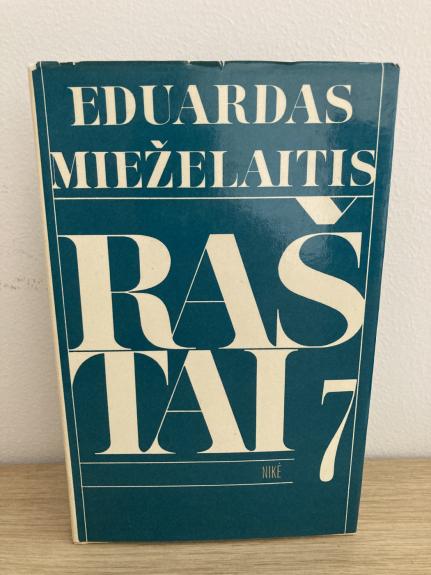 EDUARDAS
MIEŽELAITIS
RAŠ
TAI
7
NIKĖ